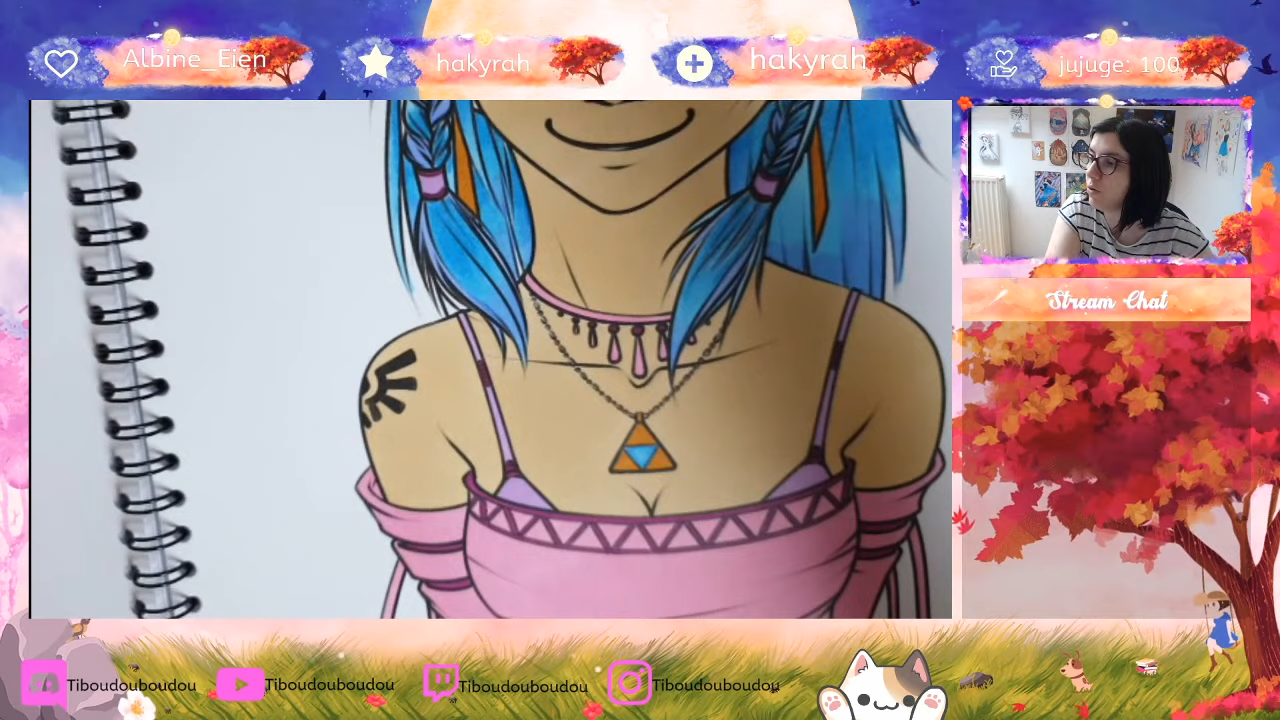 Albine_Eien
hakyrah
hakyrah
jujuge: 100
Stream Chat
Tiboudouboudou
Tiboudouboudou
Tiboudouboudou
Tiboudouboudou